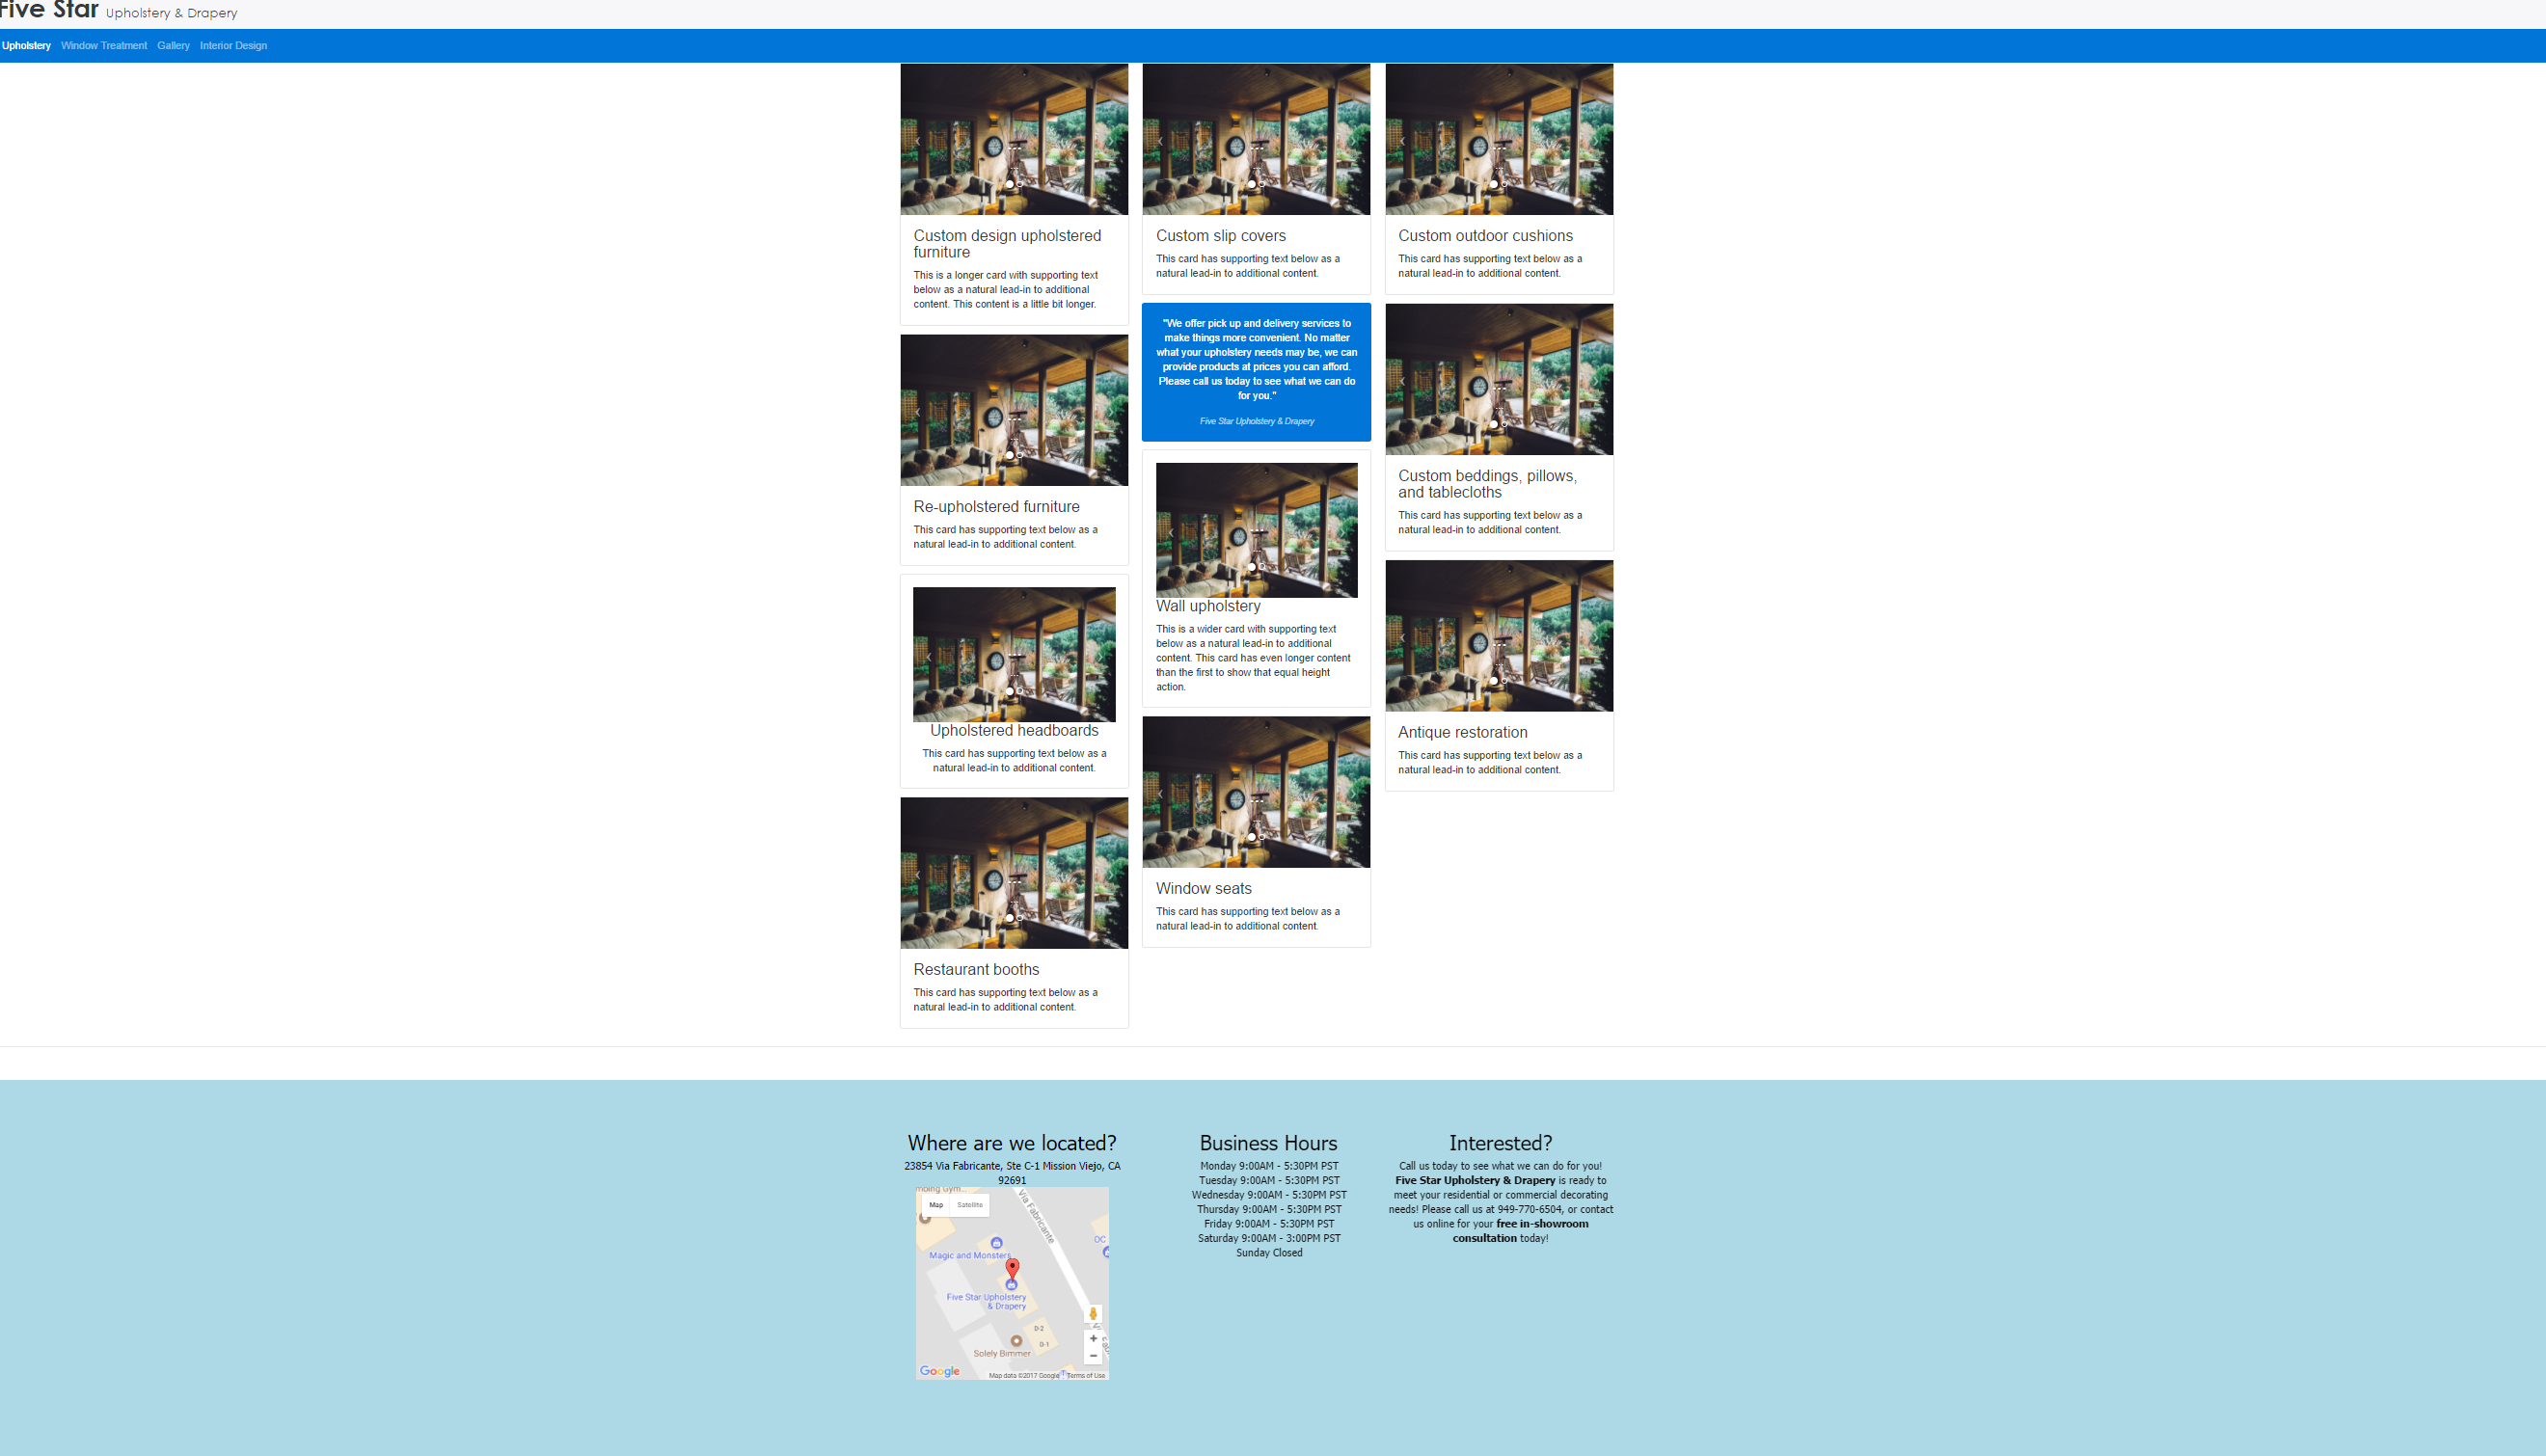 Five Star Upholstery & Drapery
Upholstery Window Treatment Gallery Interior Design
Custom design upholstered
furniture
This is a longer card with supporting text
below as a natural lead-in to additional
content. This content is a little bit longer.
Re-upholstered furniture
This card has supporting text below as a
natural lead-in to additional content.
Upholstered headboards
This card has supporting text below as a
natural lead-in to additional content.
Restaurant booths
This card has supporting text below as a
natural lead-in to additional content.
Custom slip covers
This card has supporting text below as a
natural lead-in to additional content.
"We offer pick up and delivery services to
make things more convenient. No matter
what your upholstery needs may be, we can
provide products at prices you can afford.
Please call us today to see what we can do
for you."
Five Star Upholstery & Drapery
Wall upholstery
This is a wider card with supporting text
below as a natural lead-in to additional
content. This card has even longer content
than the first to show that equal height
action.
Window seats
This card has supporting text below as a
natural lead-in to additional content.
Custom outdoor cushions
This card has supporting text below as a
natural lead-in to additional content.
Custom beddings, pillows,
and tablecloths
This card has supporting text below as a
natural lead-in to additional content.
Antique restoration
This card has supporting text below as a
natural lead-in to additional content.
Where are we located?
23854 Via Fabricante, Ste C-1 Mission Viejo, CA
92691
Map Satellite
Via Fabricante
OC
Magic and Monsters
Five Star Upholstery
& Drapery
D-2
D-1
Solely Bimmer
Google
Map data ©2017 Google Terms of Use
Business Hours
Monday 9:00AM - 5:30PM PST
Tuesday 9:00AM - 5:30PM PST
Wednesday 9:00AM - 5:30PM PST
Thursday 9:00AM - 5:30PM PST
Friday 9:00AM - 5:30PM PST
Saturday 9:00AM - 3:00PM PST
Sunday Closed
Interested?
Call us today to see what we can do for you!
Five Star Upholstery & Drapery is ready to
meet your residential or commercial decorating
needs! Please call us at 949-770-6504, or contact
us online for your free in-showroom
consultation today!